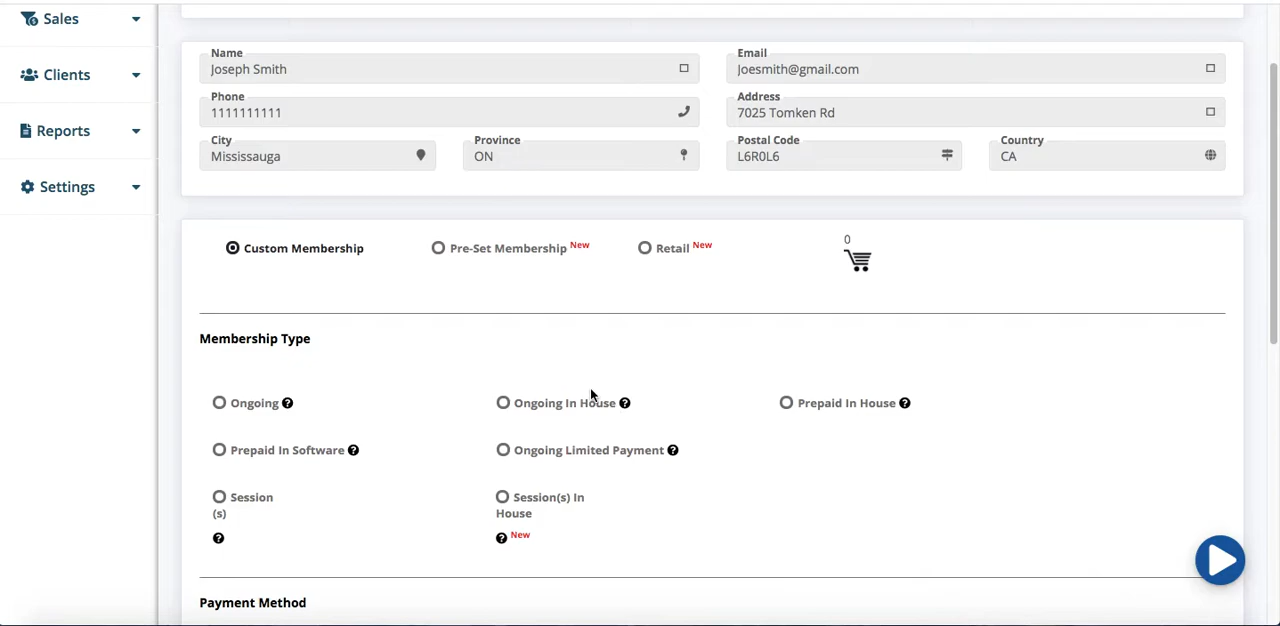 Sales
Clients
Reports
Settings
Name
Joseph Smith
Email
Joesmith@gmail.com
Phone
1111111111
Address
7025 Tomken Rd
City
Mississauga
Province
ON
Postal Code
L6R0L6
Country
CA
Custom Membership
Pre-Set Membership New
Retail New
0
Membership Type
Ongoing ?
Ongoing In House ?
Prepaid In House ?
Prepaid In Software ?
Ongoing Limited Payment ?
Session
(s)
?
Session(s) In
House
? New
Payment Method